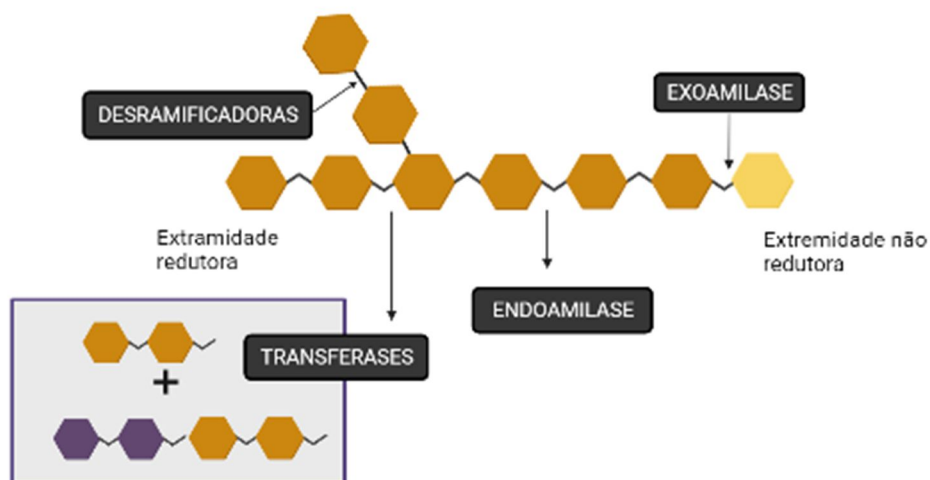 DESRAMIFICADORAS
EXOAMILASE
Extramidade
redutora
Extremidade não
redutora
ENDOAMILASE
TRANSFERASES
+